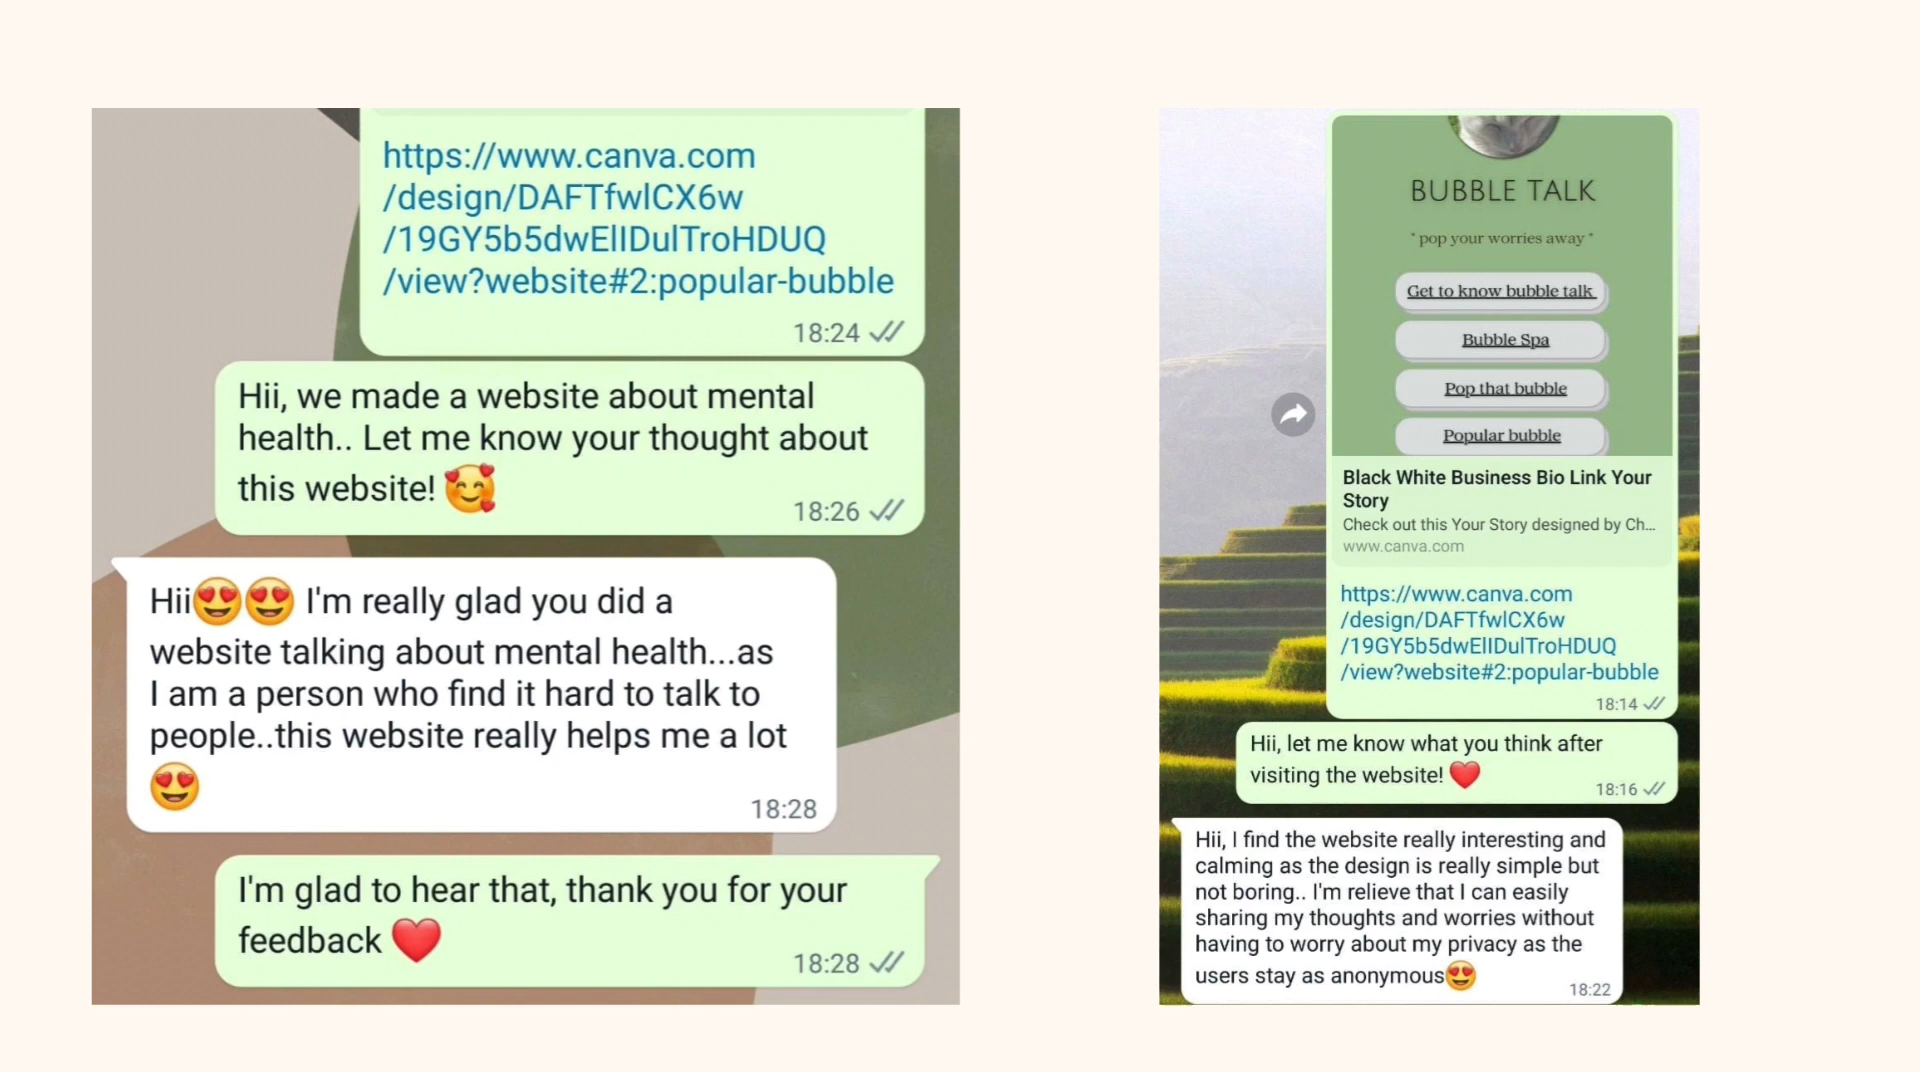 https://www.canva.com
/design/DAFTfwlCX6w
/19GY5b5dwElIDulTroHDUQ
/view?website#2:popular-bubble
18:24
Hii, we made a website about mental
health.. Let me know your thought about
this website! 🥰
18:26
Hii😍😍 I'm really glad you did a
website talking about mental health...as
I am a person who find it hard to talk to
people..this website really helps me a lot
😍
18:28
I'm glad to hear that, thank you for your
feedback ❤️
18:28
BUBBLE TALK
" pop your worries away "
Get to know bubble talk
Bubble Spa
Pop that bubble
Popular bubble
Black White Business Bio Link Your
Story
Check out this Your Story designed by Ch...
www.canva.com
https://www.canva.com
/design/DAFTfwlCX6w
/19GY5b5dwElIDulTroHDUQ
/view?website#2:popular-bubble
18:14
Hii, let me know what you think after
visiting the website! ❤️
18:16
Hii, I find the website really interesting and
calming as the design is really simple but
not boring.. I'm relieve that I can easily
sharing my thoughts and worries without
having to worry about my privacy as the
users stay as anonymous😍
18:22